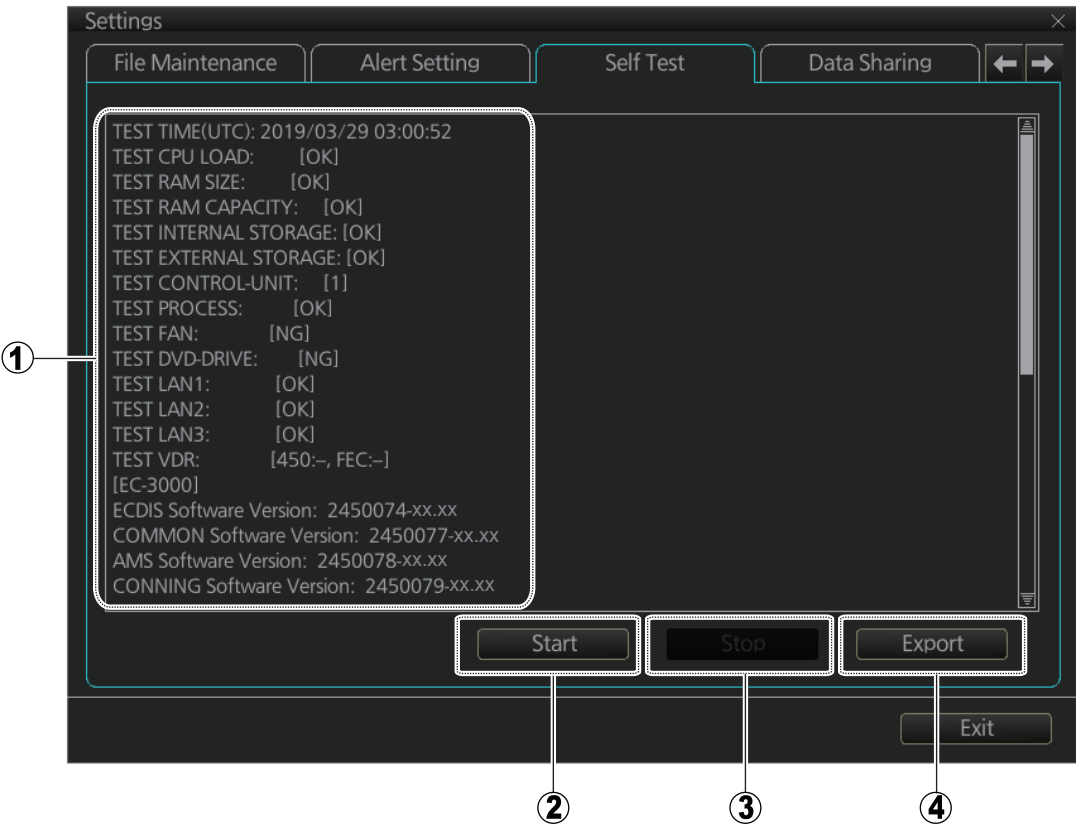 Settings
File Maintenance
Alert Setting
Self Test
Data Sharing
TEST TIME(UTC): 2019/03/29 03:00:52
TEST CPU LOAD: [OK]
TEST RAM SIZE: [OK]
TEST RAM CAPACITY: [OK]
TEST INTERNAL STORAGE: [OK]
TEST EXTERNAL STORAGE: [OK]
TEST CONTROL-UNIT: [1]
TEST PROCESS: [OK]
TEST FAN: [NG]
1
TEST DVD-DRIVE: [NG]
TEST LAN1: [OK]
TEST LAN2: [OK]
TEST LAN3: [OK]
TEST VDR: [450:–, FEC:–]
[EC-3000]
ECDIS Software Version: 2450074-xx.xx
COMMON Software Version: 2450077-xx.xx
AMS Software Version: 2450078-xx.xx
CONNING Software Version: 2450079-xx.xx
Start
Stop
Export
Exit
2
3
4